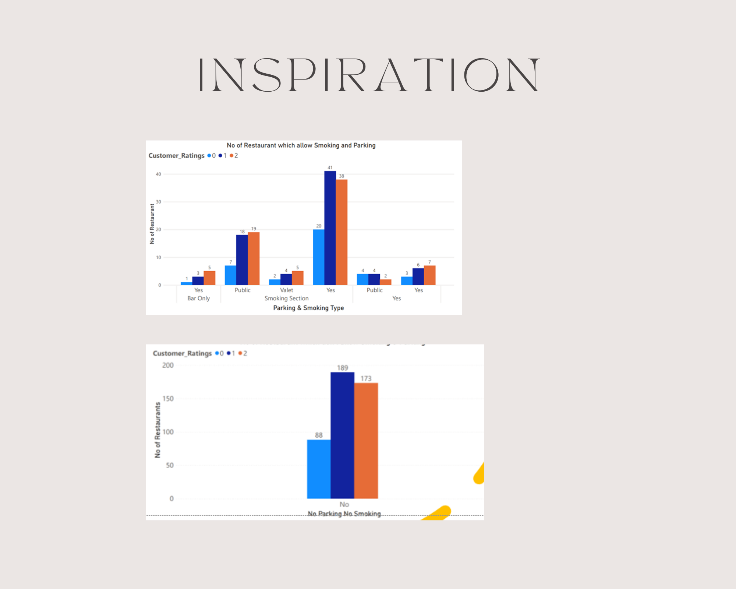 INSPIRATION
No of Restaurant which allow Smoking and Parking
Customer_Ratings 0 1 2
No of Restaurant
40
30
20
10
0
1 3 5
7 18 19
2 4 5
20 41 38
4 4 2
3 6 7
Yes Public Valet Yes Public Yes
Bar Only Smoking Section Yes
Parking & Smoking Type
Customer_Ratings 0 1 2
No of Restaurants
200
150
100
50
0
88 189 173
No
No Parking No Smoking